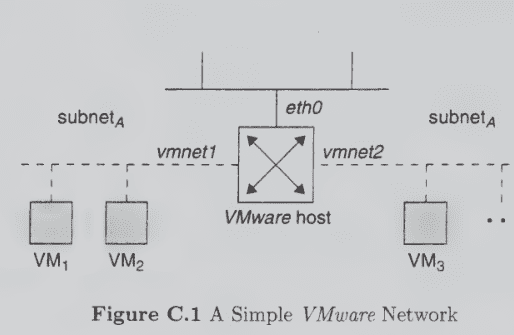 eth0
subnetA
subnetA
vmnet1
vmnet2
VMware host
VM1
VM2
VM3
..
Figure C.1 A Simple VMware Network